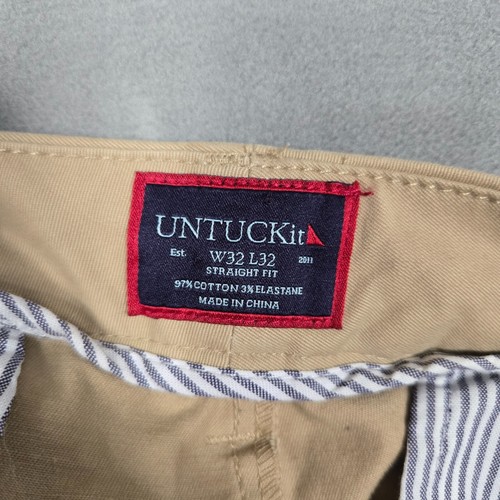 UNTUCKit
Est. W32 L32 2011
STRAIGHT FIT
97% COTTON 3% ELASTANE
MADE IN CHINA